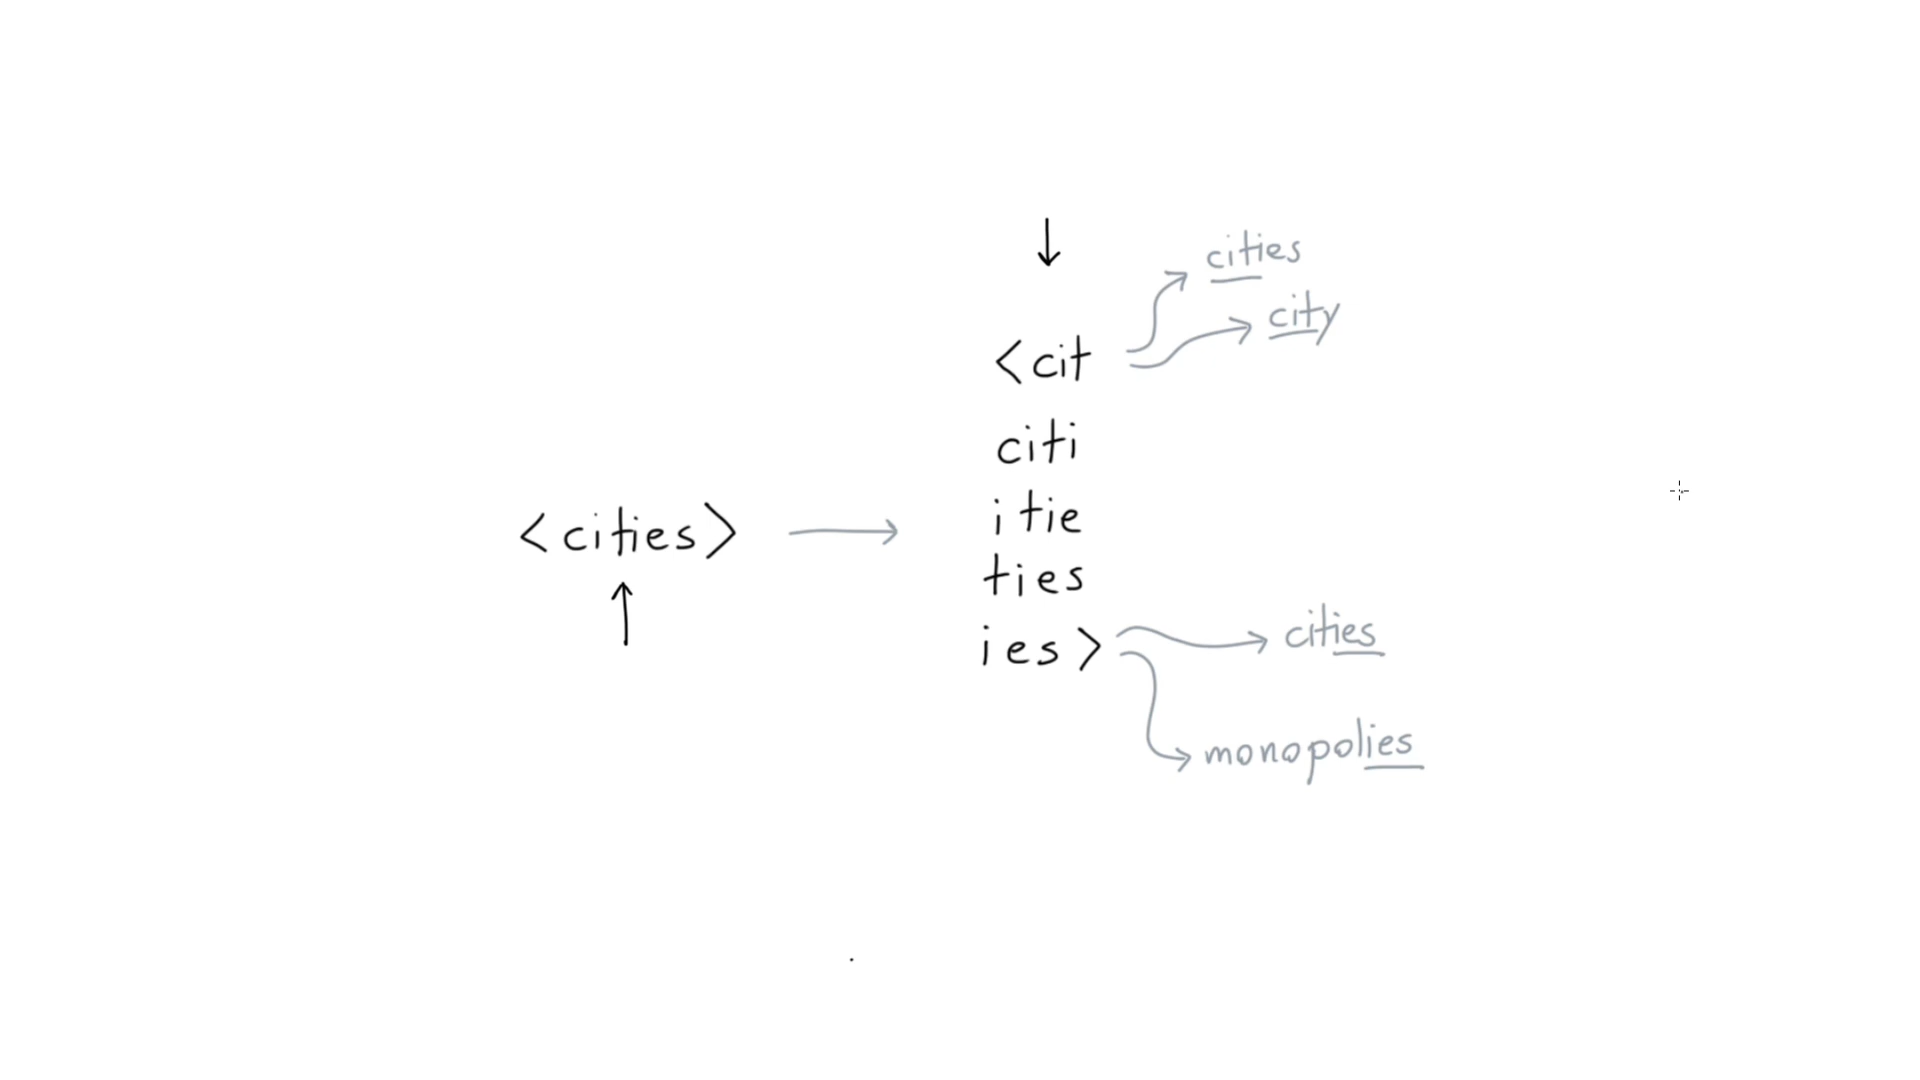 cities
city
<cit
citi
itie
<cities>
ties
ies>
cities
monopolies